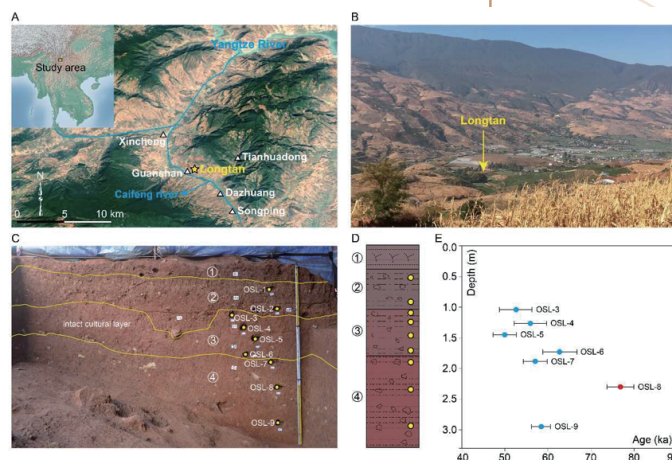 A
Study area
Yangtze River
Xincheng
Tianhuadong
Longtan
Guanshan
Caifeng river
Dazhuang
Songping
N
0 5 10 km
B
Longtan
C
①
OSL-1
②
OSL-2
OSL-3
OSL-4
intact cultural layer
OSL-5
③
OSL-6
OSL-7
④
OSL-8
OSL-9
D
①
②
③
④
E
Depth (m)
0.0
0.5
1.0
1.5
2.0
2.5
3.0
OSL-3
OSL-4
OSL-5
OSL-6
OSL-7
OSL-8
OSL-9
40 50 60 70 80
Age (ka)